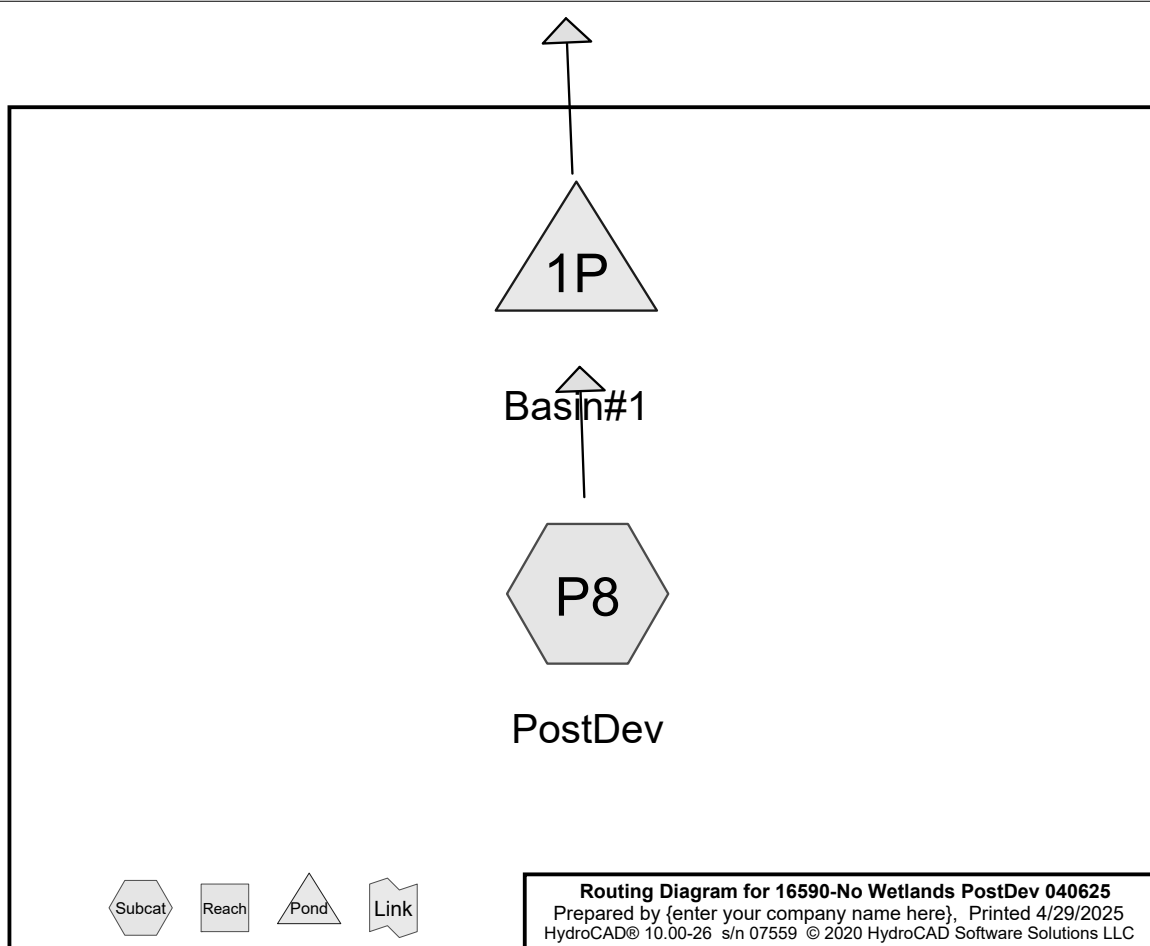 1P
Basin#1
P8
PostDev
Subcat Reach Pond Link
Routing Diagram for 16590-No Wetlands PostDev 040625
Prepared by {enter your company name here}, Printed 4/29/2025
HydroCAD® 10.00-26 s/n 07559 © 2020 HydroCAD Software Solutions LLC